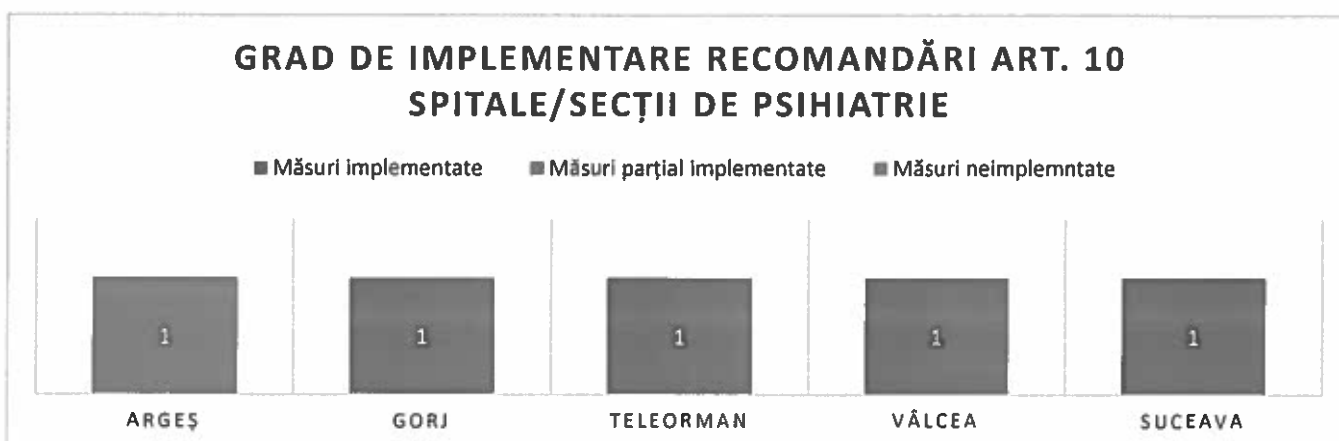 GRAD DE IMPLEMENTARE RECOMANDĂRI ART. 10
SPITALE/SECȚII DE PSIHIATRIE
Măsuri implementate Măsuri parțial implementate Măsuri neimplemntate
1 1 1 1 1
ARGEȘ GORJ TELEORMAN VÂLCEA SUCEAVA